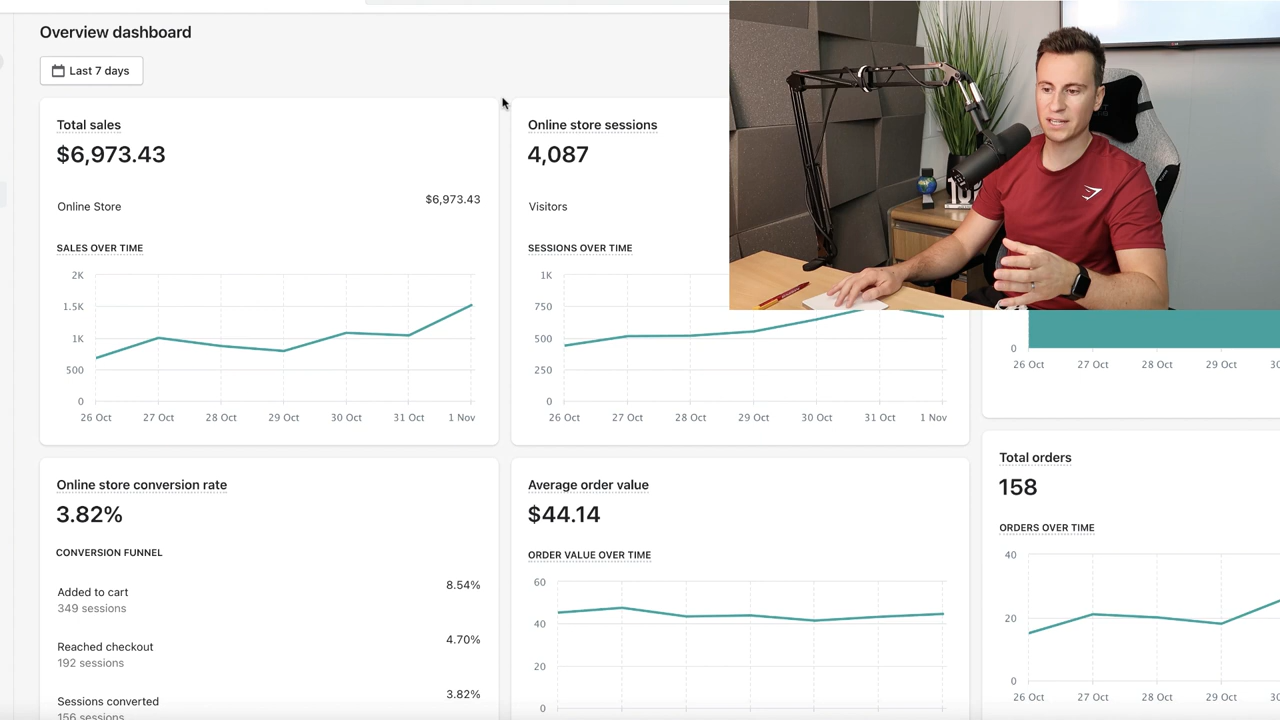 Overview dashboard
Last 7 days
Total sales
$6,973.43
Online Store
$6,973.43
SALES OVER TIME
2K
1.5K
1K
500
0
26 Oct
27 Oct
28 Oct
29 Oct
30 Oct
31 Oct
1 Nov
Online store sessions
4,087
Visitors
SESSIONS OVER TIME
1K
750
500
250
0
26 Oct
27 Oct
28 Oct
29 Oct
30 Oct
31 Oct
1 Nov
0
26 Oct
27 Oct
28 Oct
29 Oct
30
Online store conversion rate
3.82%
CONVERSION FUNNEL
Added to cart
8.54%
349 sessions
Reached checkout
4.70%
192 sessions
Sessions converted
3.82%
156 sessions
Average order value
$44.14
ORDER VALUE OVER TIME
60
40
20
0
Total orders
158
ORDERS OVER TIME
40
20
0
26 Oct
27 Oct
28 Oct
29 Oct
30